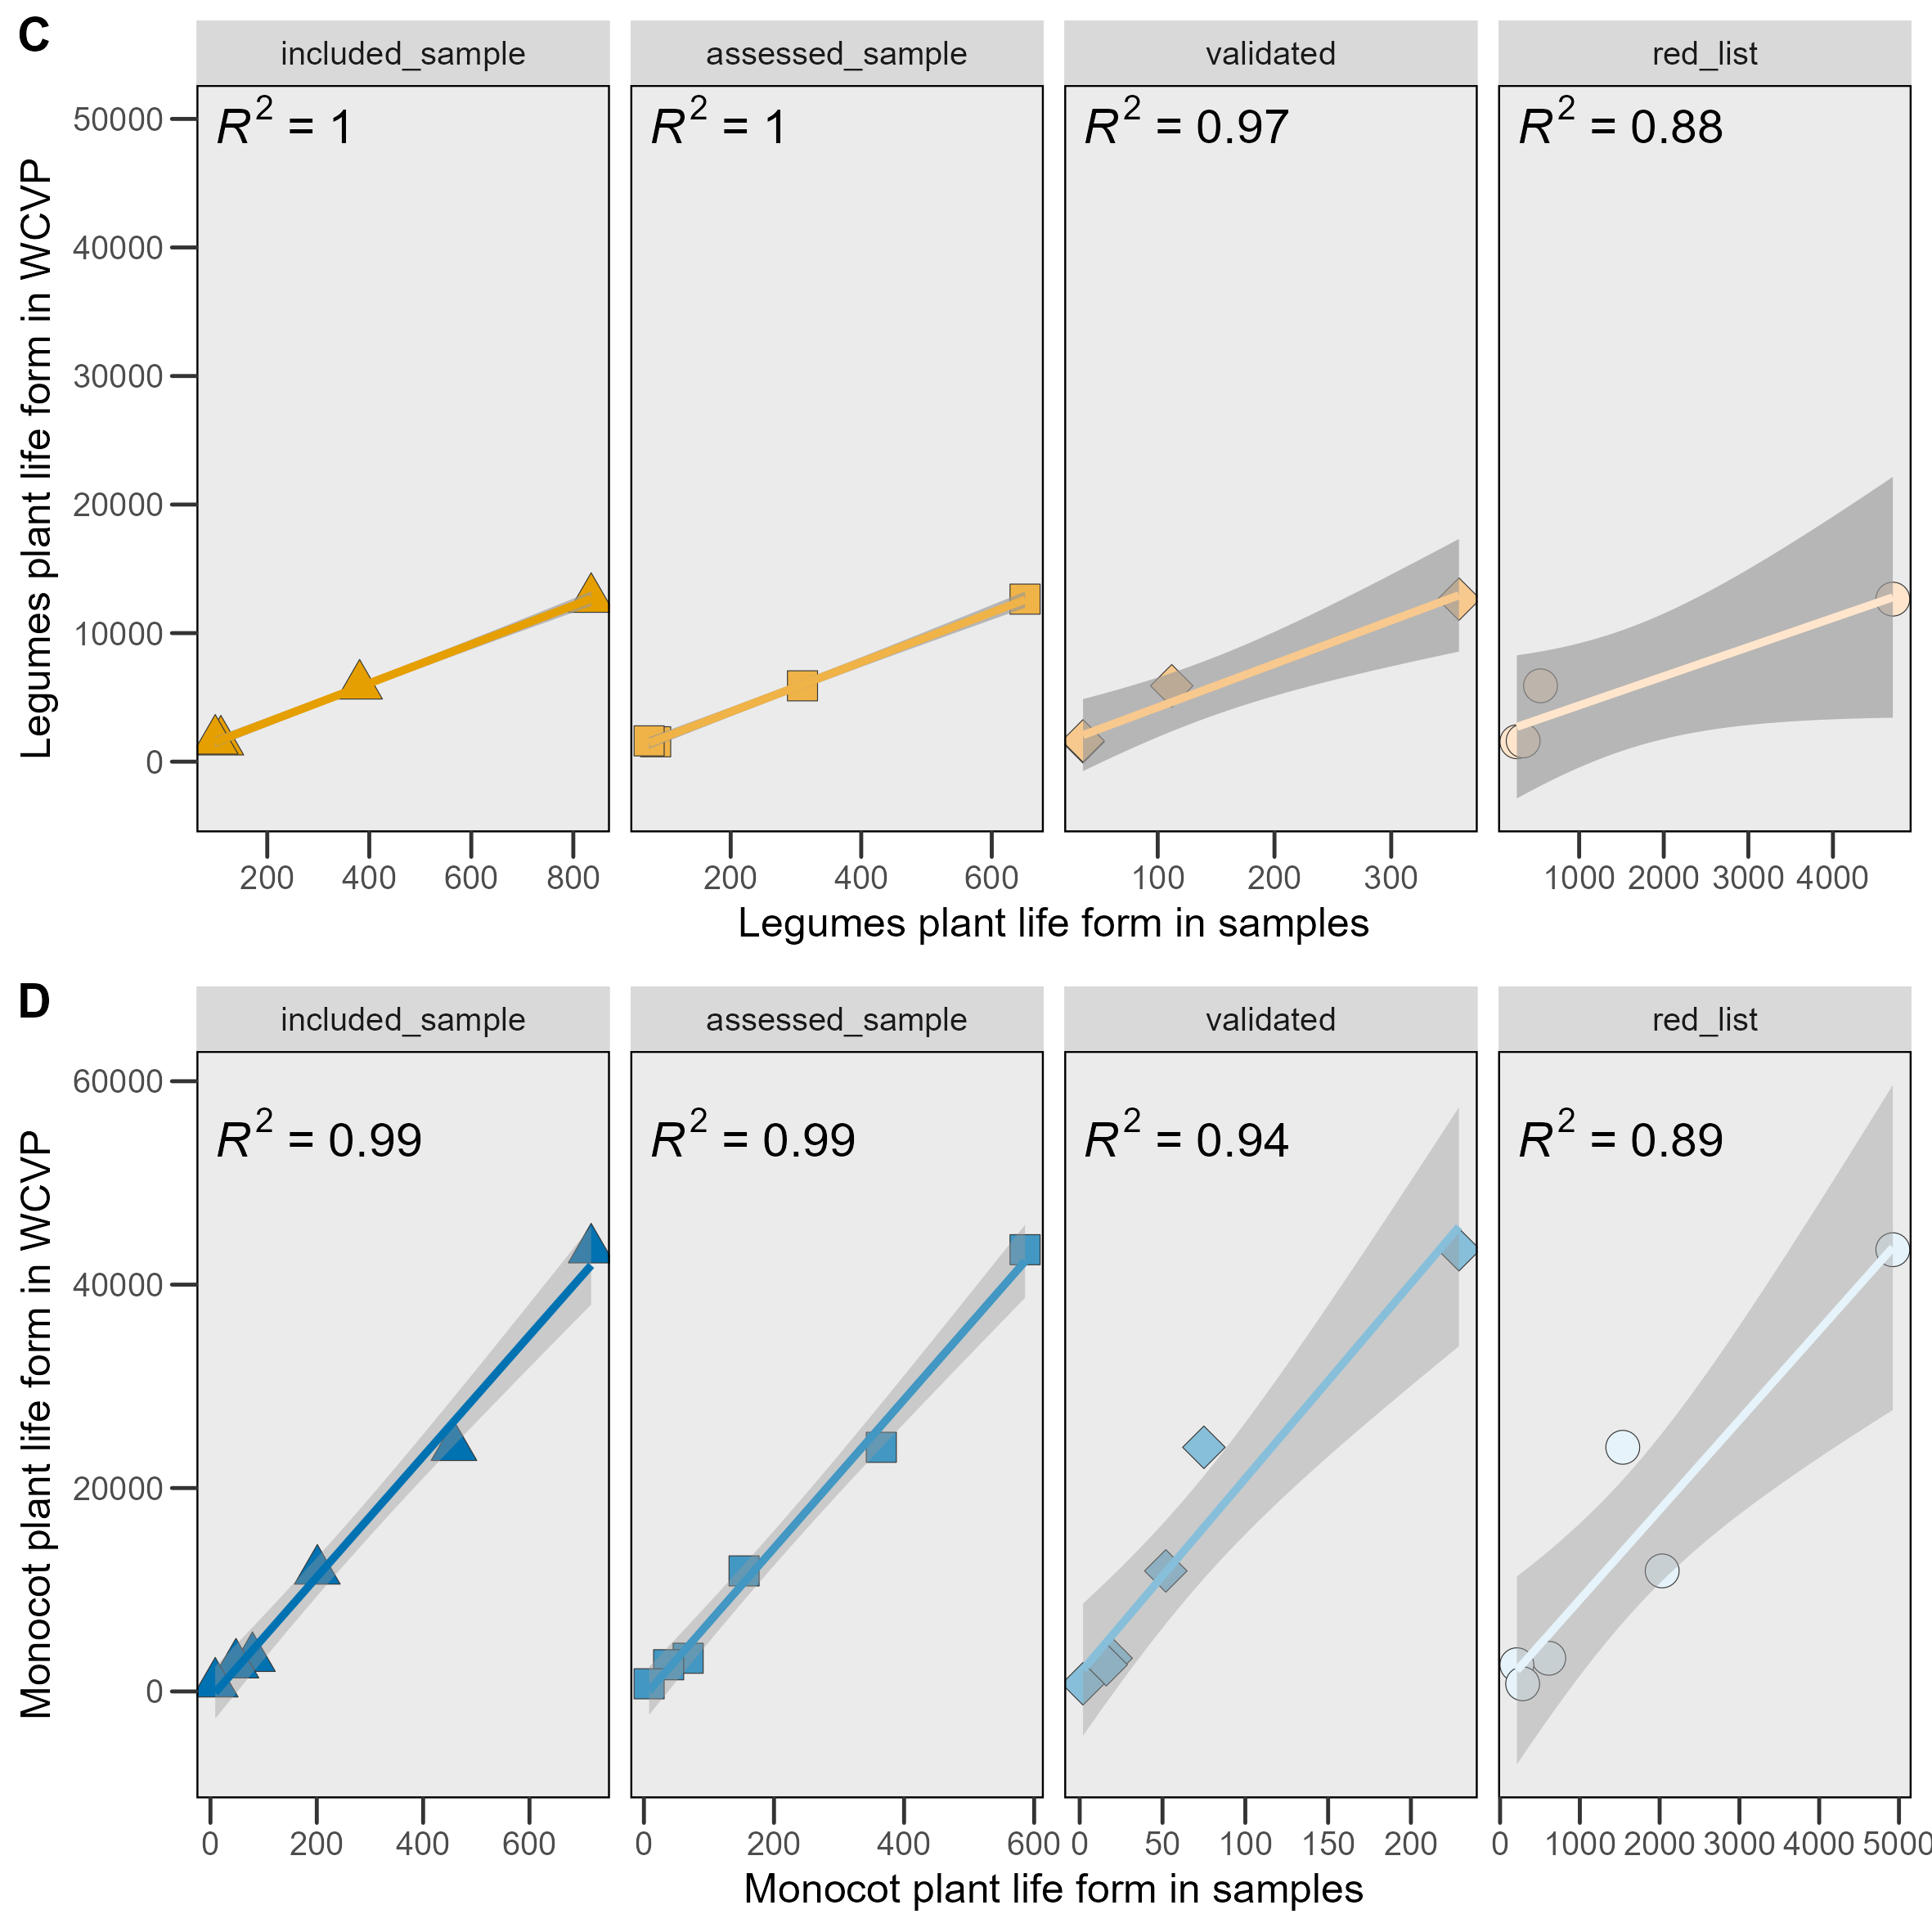 C
included_sample
assessed_sample
validated
red_list
R² = 1
R² = 1
R² = 0.97
R² = 0.88
50000
40000
30000
20000
10000
0
Legumes plant life form in WCVP
200 400 600 800
200 400 600
100 200 300
1000 2000 3000 4000
Legumes plant life form in samples
D
included_sample
assessed_sample
validated
red_list
R² = 0.99
R² = 0.99
R² = 0.94
R² = 0.89
60000
40000
20000
0
Monocot plant life form in WCVP
0 200 400 600
0 200 400 600
0 50 100 150 200
0 1000 2000 3000 4000 5000
Monocot plant life form in samples